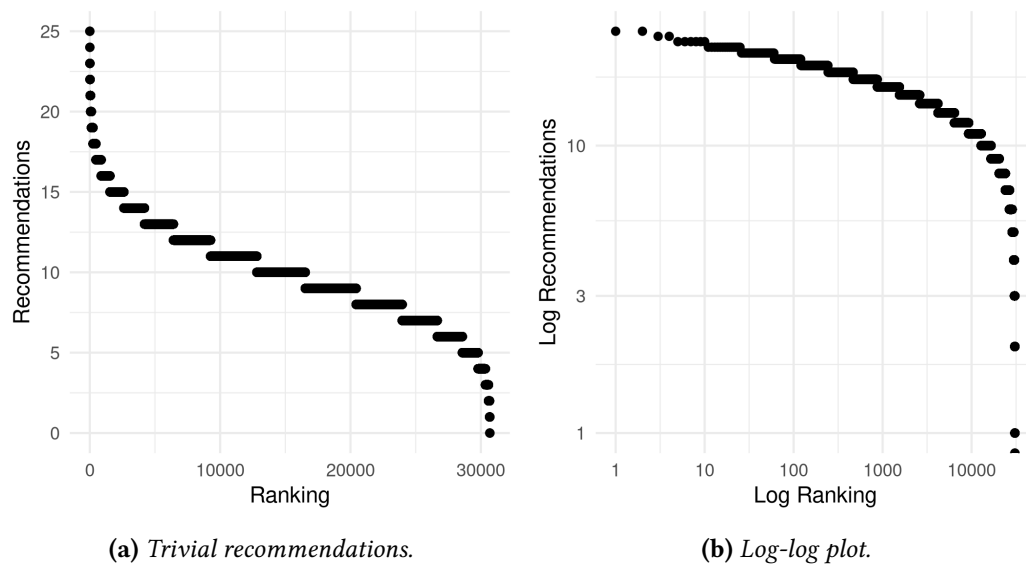 25
20
15
10
5
0
Recommendations
0 10000 20000 30000
Ranking
10
3
1
Log Recommendations
1 10 100 1000 10000
Log Ranking
(a) Trivial recommendations.
(b) Log-log plot.